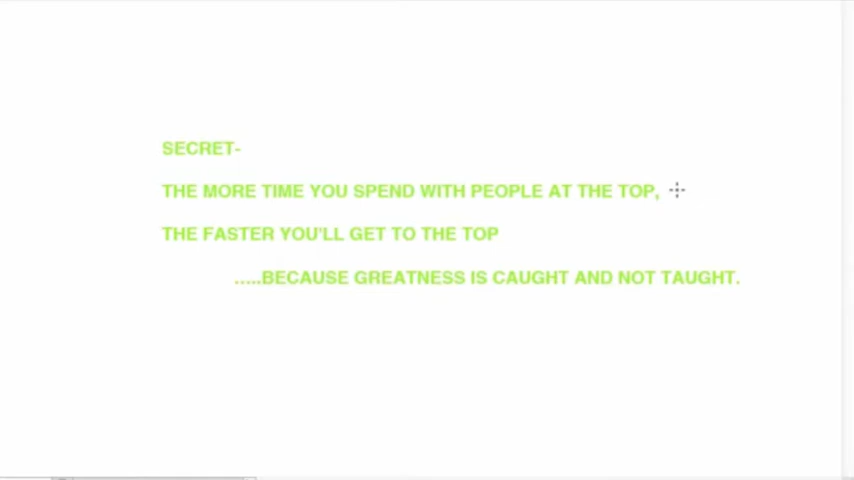 SECRET-
THE MORE TIME YOU SPEND WITH PEOPLE AT THE TOP,
THE FASTER YOU'LL GET TO THE TOP
.....BECAUSE GREATNESS IS CAUGHT AND NOT TAUGHT.